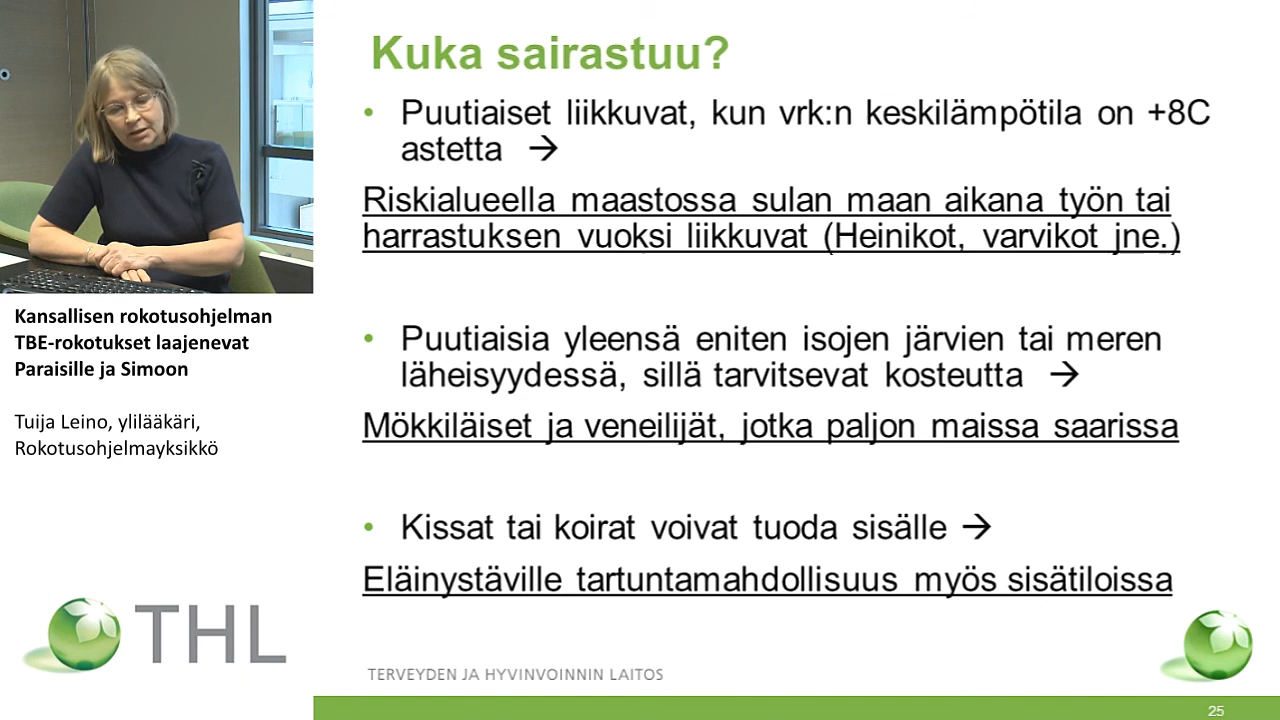 Kuka sairastuu?
• Puutiaiset liikkuvat, kun vrk:n keskilämpötila on +8C
astetta →
Riskialueella maastossa sulan maan aikana työn tai
harrastuksen vuoksi liikkuvat (Heinikot, varvikot jne.)
• Puutiaisia yleensä eniten isojen järvien tai meren
läheisyydessä, sillä tarvitsevat kosteutta →
Mökkiläiset ja veneilijät, jotka paljon maissa saarissa
• Kissat tai koirat voivat tuoda sisälle →
Eläinystäville tartuntamahdollisuus myös sisätiloissa
Kansallisen rokotusohjelman
TBE-rokotukset laajenevat
Paraisille ja Simoon
Tuija Leino, ylilääkäri,
Rokotusohjelmayksikkö
THL
TERVEYDEN JA HYVINVOINNIN LAITOS
25